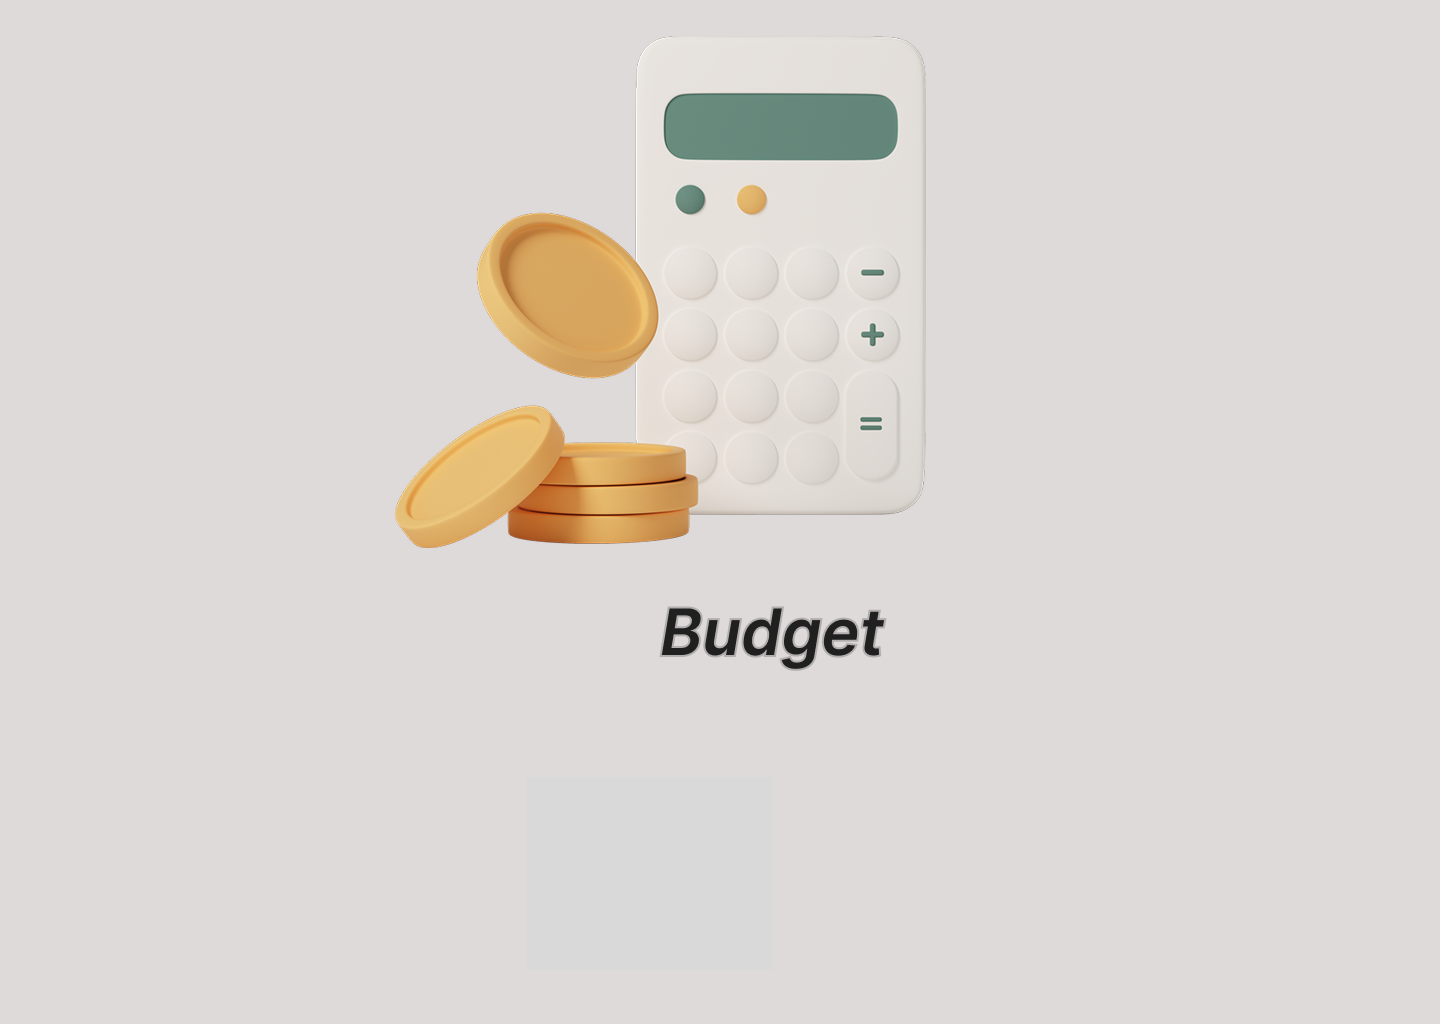 −
+
=
Budget